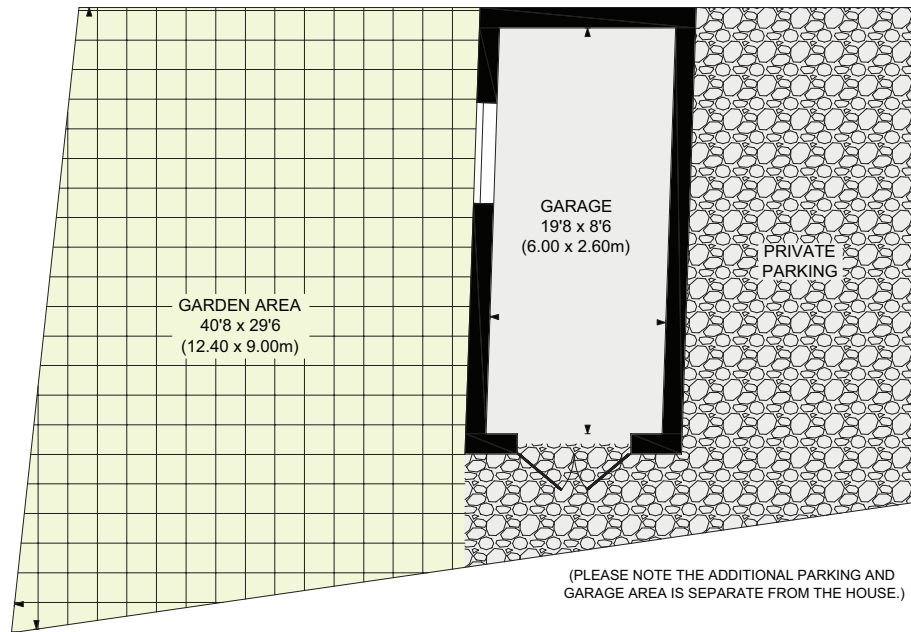 GARAGE
19'8 x 8'6
(6.00 x 2.60m)
PRIVATE
PARKING
GARDEN AREA
40'8 x 29'6
(12.40 x 9.00m)
(PLEASE NOTE THE ADDITIONAL PARKING AND
GARAGE AREA IS SEPARATE FROM THE HOUSE.)